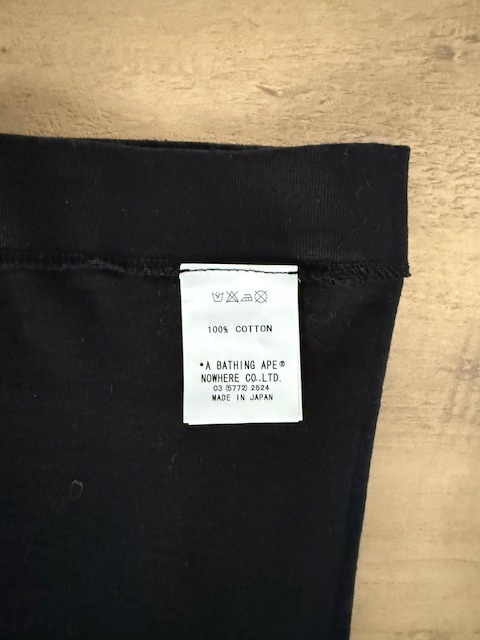 100% COTTON
*A BATHING APE®
NOWHERE CO.,LTD.
03 (5772) 2524
MADE IN JAPAN